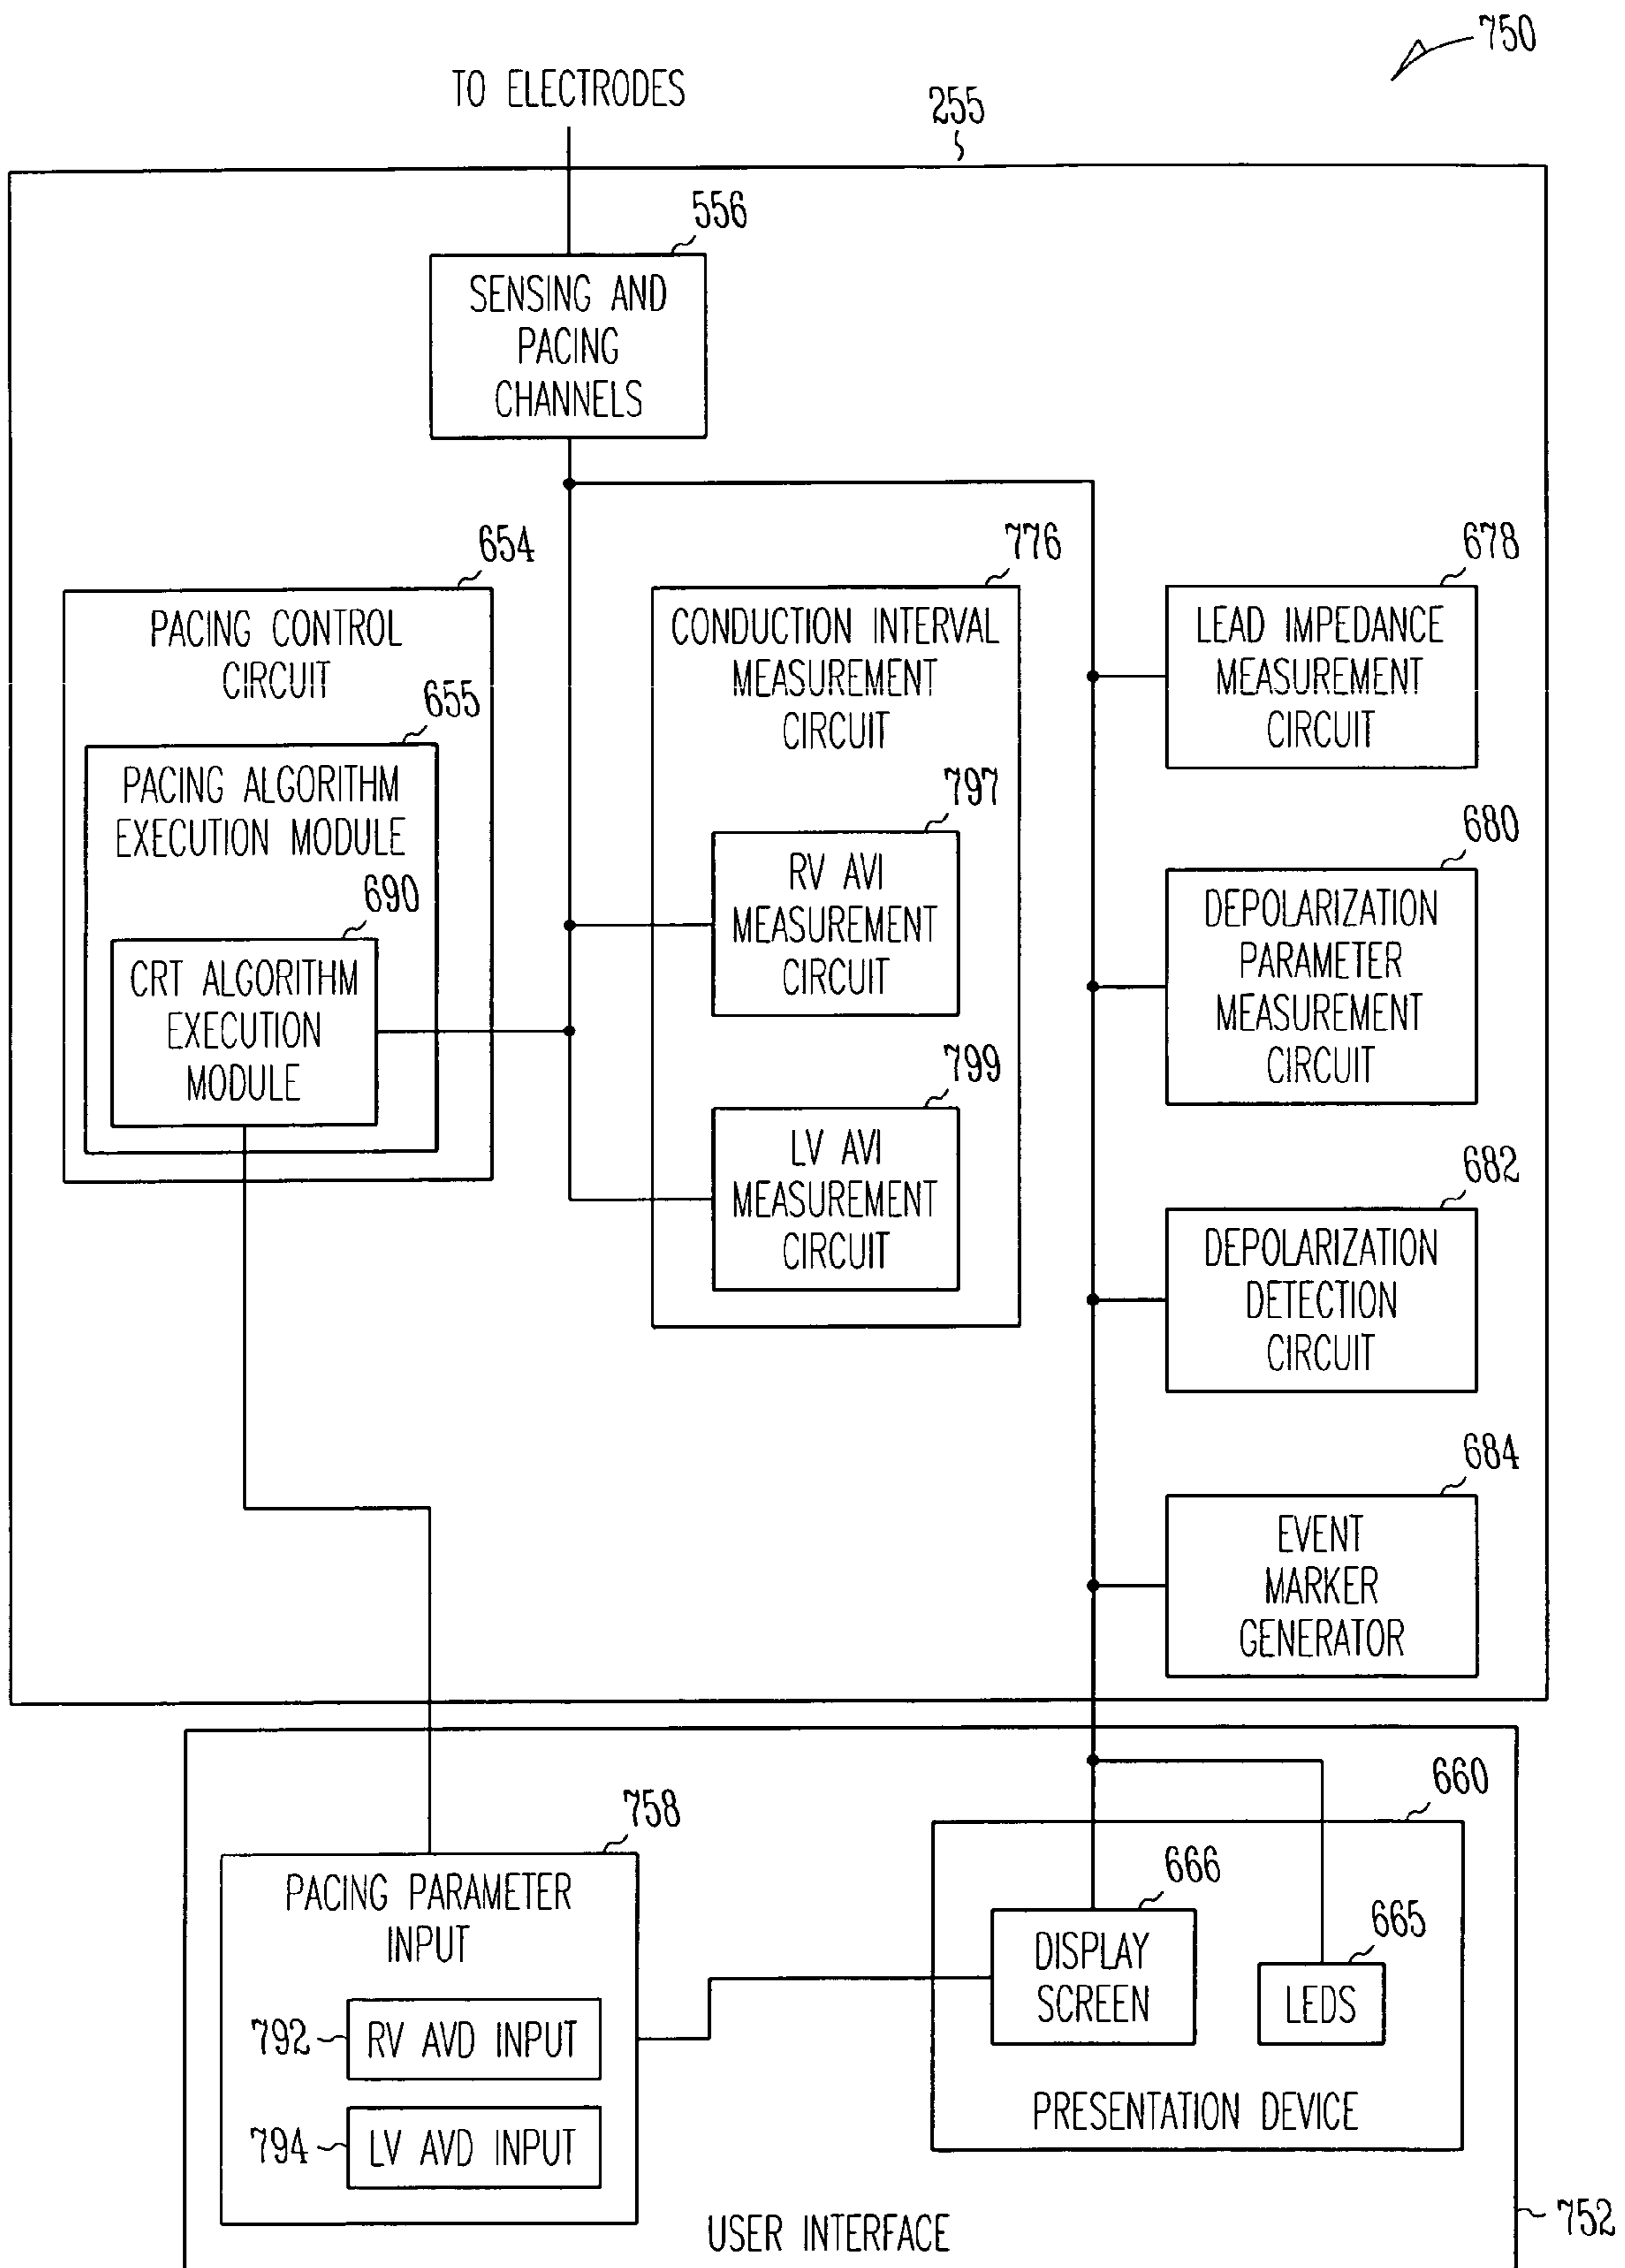 750
TO ELECTRODES
255
556
SENSING AND
PACING
CHANNELS
654
PACING CONTROL
CIRCUIT
655
PACING ALGORITHM
EXECUTION MODULE
690
CRT ALGORITHM
EXECUTION
MODULE
776
CONDUCTION INTERVAL
MEASUREMENT
CIRCUIT
797
RV AVI
MEASUREMENT
CIRCUIT
799
LV AVI
MEASUREMENT
CIRCUIT
678
LEAD IMPEDANCE
MEASUREMENT
CIRCUIT
680
DEPOLARIZATION
PARAMETER
MEASUREMENT
CIRCUIT
682
DEPOLARIZATION
DETECTION
CIRCUIT
684
EVENT
MARKER
GENERATOR
758
PACING PARAMETER
INPUT
792
RV AVD INPUT
794
LV AVD INPUT
660
666
DISPLAY
SCREEN
665
LEDS
PRESENTATION DEVICE
USER INTERFACE
752